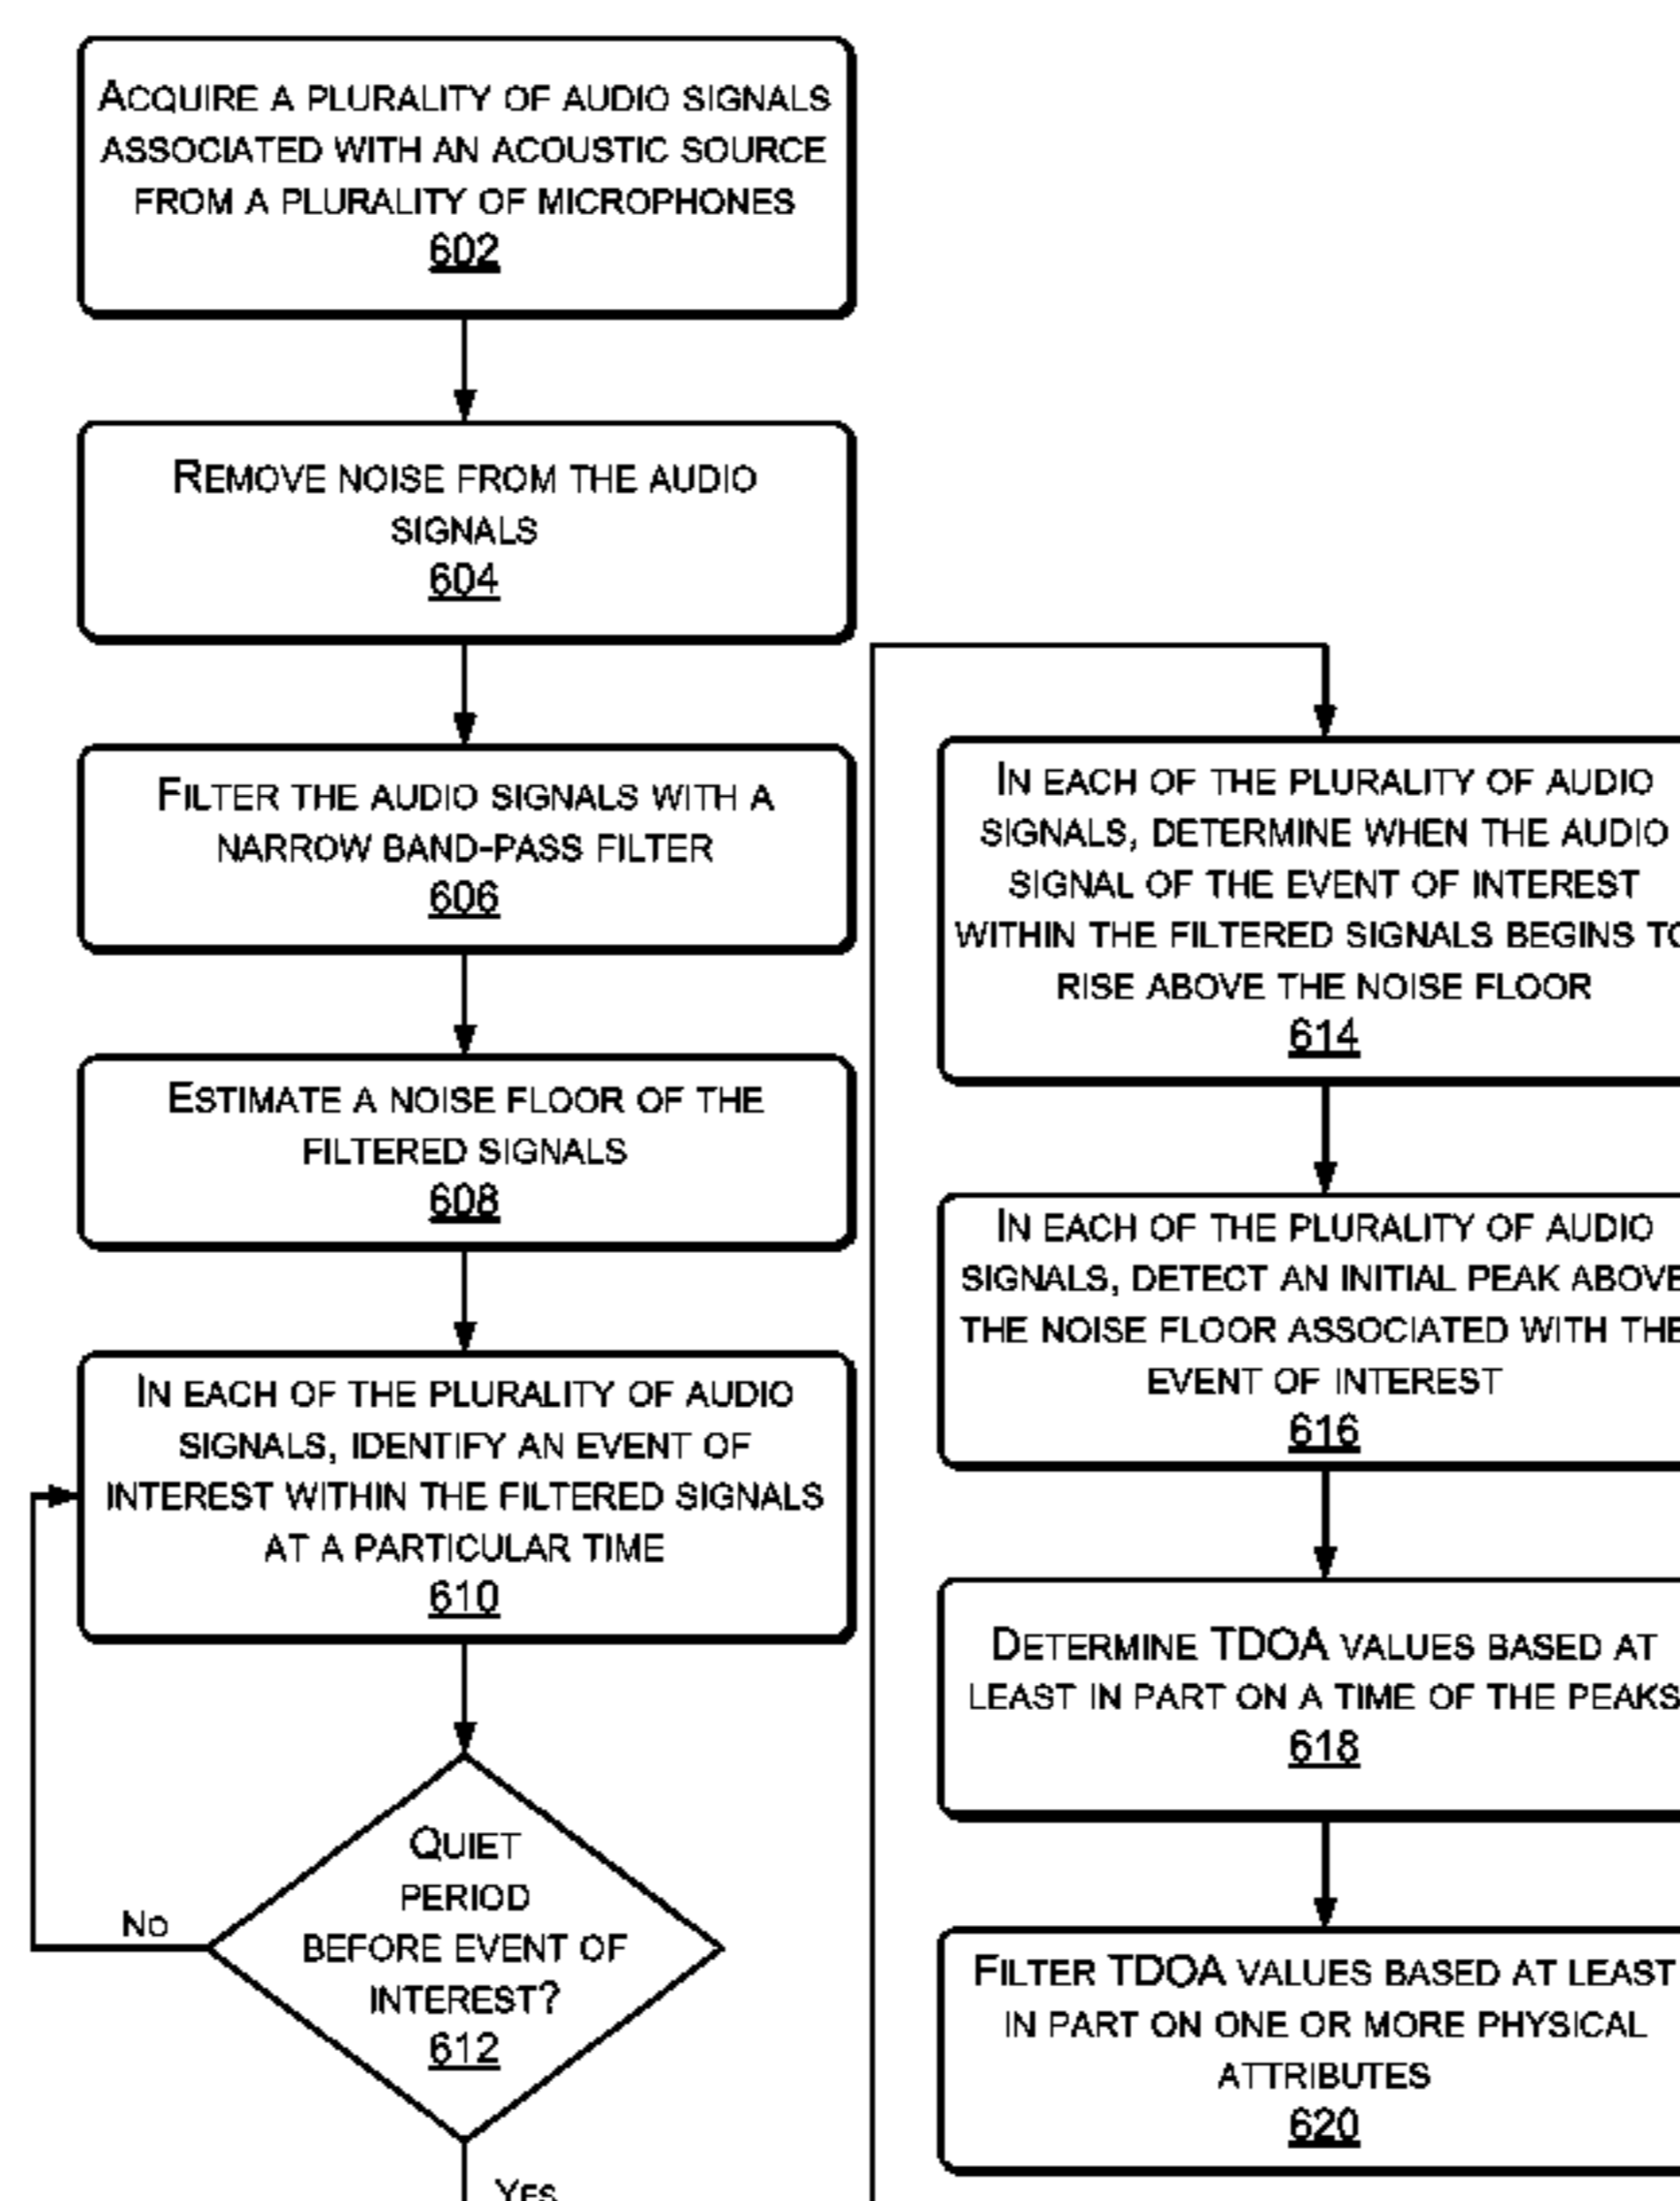 ACQUIRE A PLURALITY OF AUDIO SIGNALS
ASSOCIATED WITH AN ACOUSTIC SOURCE
FROM A PLURALITY OF MICROPHONES
602
REMOVE NOISE FROM THE AUDIO
SIGNALS
604
FILTER THE AUDIO SIGNALS WITH A
NARROW BAND-PASS FILTER
606
ESTIMATE A NOISE FLOOR OF THE
FILTERED SIGNALS
608
IN EACH OF THE PLURALITY OF AUDIO
SIGNALS, IDENTIFY AN EVENT OF
INTEREST WITHIN THE FILTERED SIGNALS
AT A PARTICULAR TIME
610
QUIET
PERIOD
BEFORE EVENT OF
INTEREST?
612
NO
YES
IN EACH OF THE PLURALITY OF AUDIO
SIGNALS, DETERMINE WHEN THE AUDIO
SIGNAL OF THE EVENT OF INTEREST
WITHIN THE FILTERED SIGNALS BEGINS TO
RISE ABOVE THE NOISE FLOOR
614
IN EACH OF THE PLURALITY OF AUDIO
SIGNALS, DETECT AN INITIAL PEAK ABOVE
THE NOISE FLOOR ASSOCIATED WITH THE
EVENT OF INTEREST
616
DETERMINE TDOA VALUES BASED AT
LEAST IN PART ON A TIME OF THE PEAKS
618
FILTER TDOA VALUES BASED AT LEAST
IN PART ON ONE OR MORE PHYSICAL
ATTRIBUTES
620